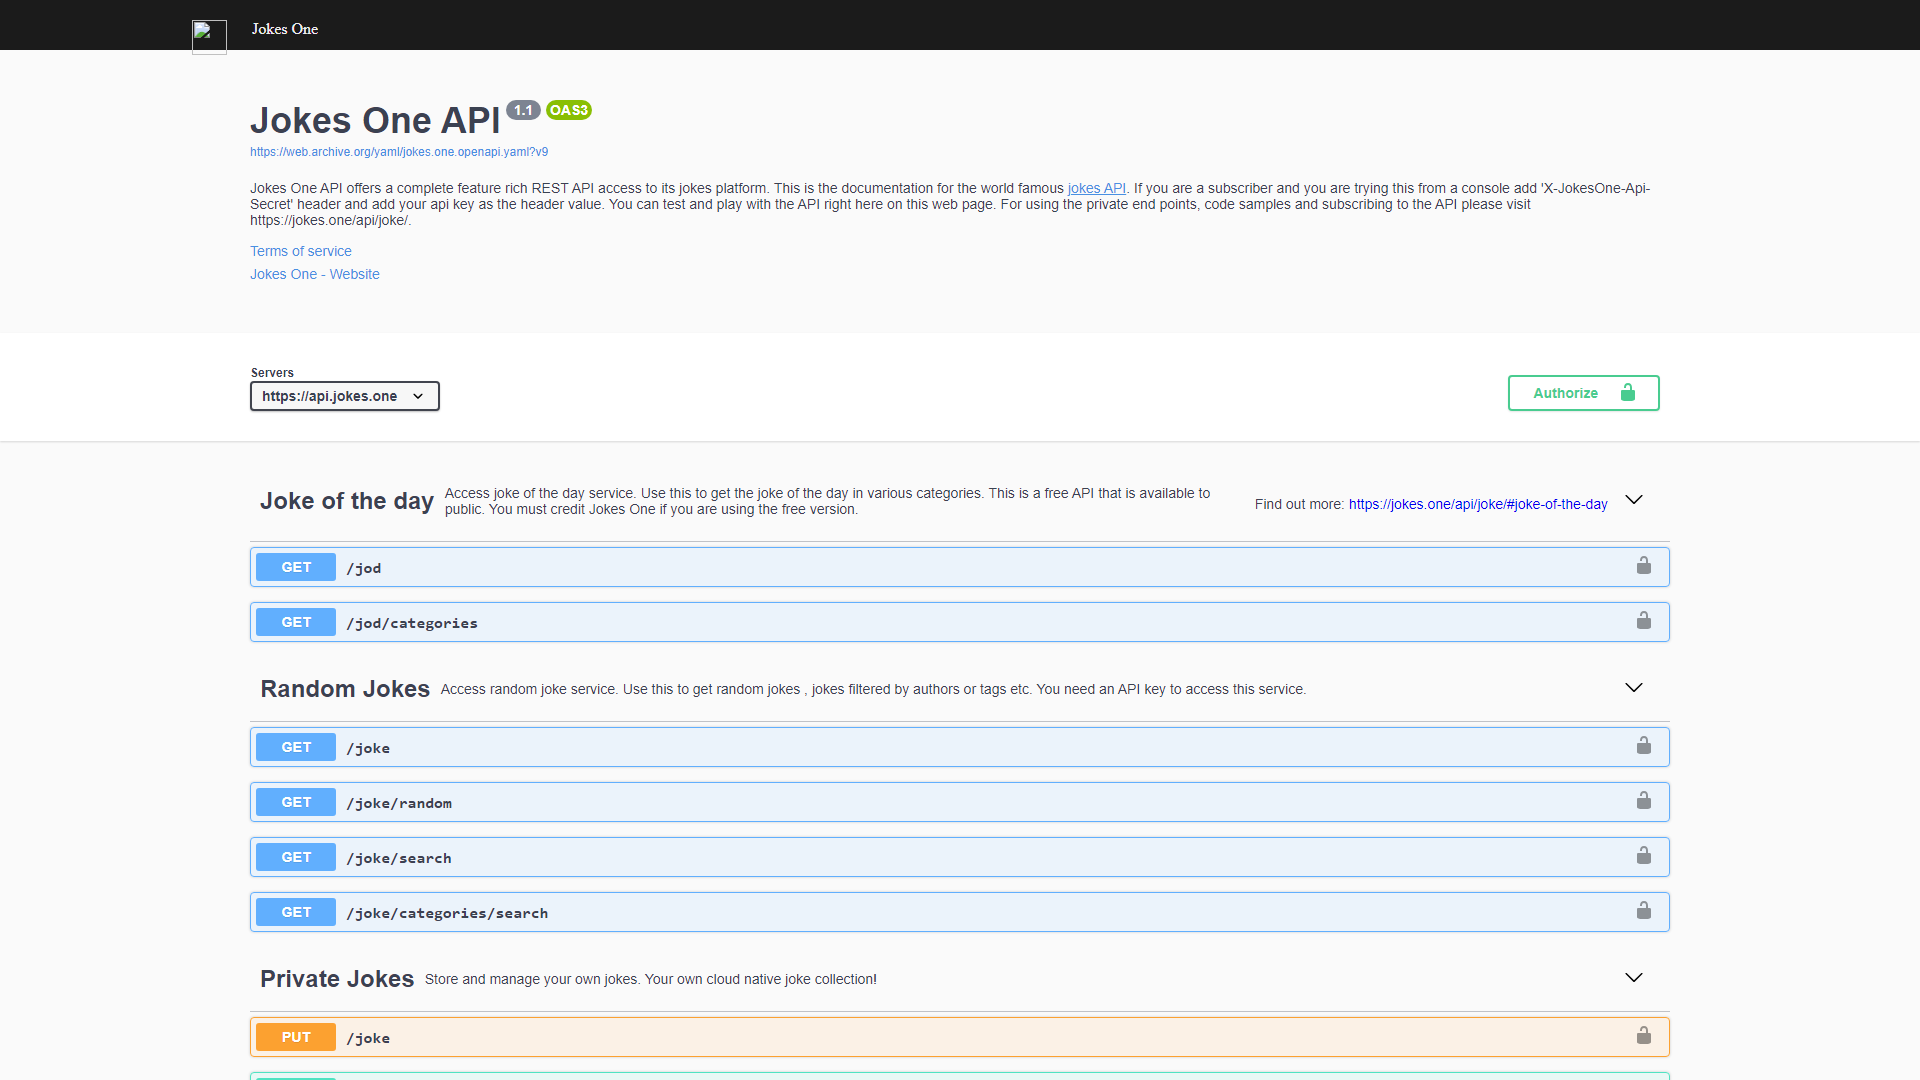 Jokes One
Jokes One API 1.1 OAS3
https://web.archive.org/yaml/jokes.one.openapi.yaml?v9
Jokes One API offers a complete feature rich REST API access to its jokes platform. This is the documentation for the world famous jokes API. If you are a subscriber and you are trying this from a console add 'X-JokesOne-Api-
Secret' header and add your api key as the header value. You can test and play with the API right here on this web page. For using the private end points, code samples and subscribing to the API please visit
https://jokes.one/api/joke/.
Terms of service
Jokes One - Website
Servers
https://api.jokes.one
Authorize
Joke of the day
Access joke of the day service. Use this to get the joke of the day in various categories. This is a free API that is available to
public. You must credit Jokes One if you are using the free version.
Find out more: https://jokes.one/api/joke/#joke-of-the-day
GET /jod
GET /jod/categories
Random Jokes Access random joke service. Use this to get random jokes , jokes filtered by authors or tags etc. You need an API key to access this service.
GET /joke
GET /joke/random
GET /joke/search
GET /joke/categories/search
Private Jokes Store and manage your own jokes. Your own cloud native joke collection!
PUT /joke